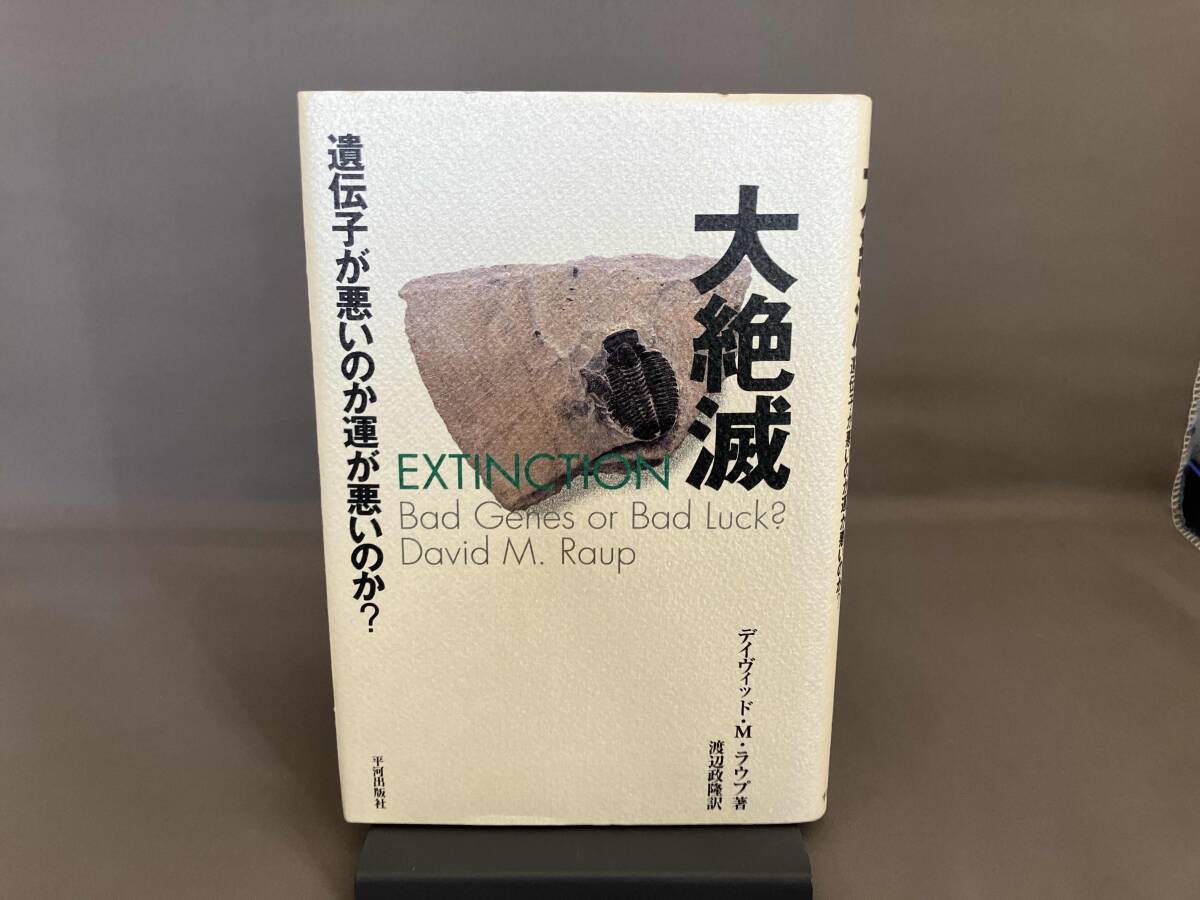 大絶滅
遺伝子が悪いのか運が悪いのか?
EXTINCTION
Bad Genes or Bad Luck?
David M. Raup
デイヴィッド・M・ラウプ著
渡辺政隆訳
平河出版社